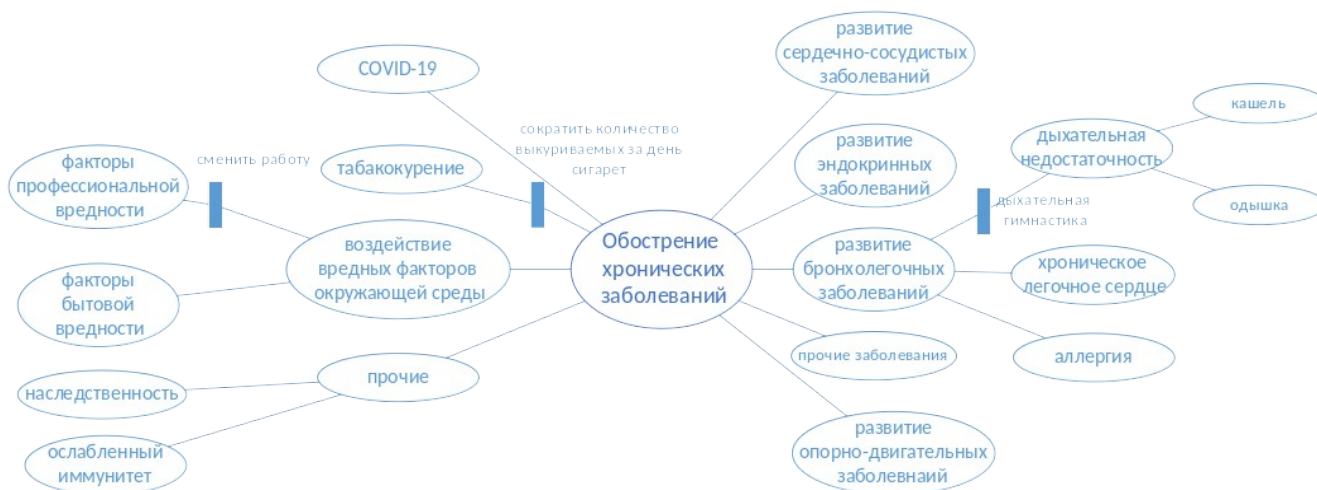 COVID-19
сократить количество
выкуриваемых за день
сигарет
сменить работу
табакокурение
факторы
профессиональной
вредности
воздействие
вредных факторов
окружающей среды
факторы
бытовой
вредности
прочие
наследственность
ослабленный
иммунитет
Обострение
хронических
заболеваний
развитие
сердечно-сосудистых
заболеваний
развитие
эндокринных
заболеваний
развитие
бронхолегочных
заболеваний
прочие заболевания
развитие
опорно-двигательных
заболевнаий
дыхательная
гимнастика
дыхательная
недостаточность
кашель
одышка
хроническое
легочное сердце
аллергия